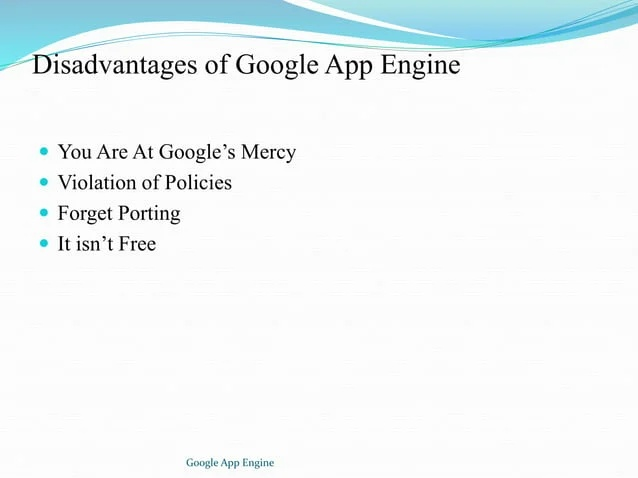 Disadvantages of Google App Engine
You Are At Google’s Mercy
Violation of Policies
Forget Porting
It isn’t Free
Google App Engine